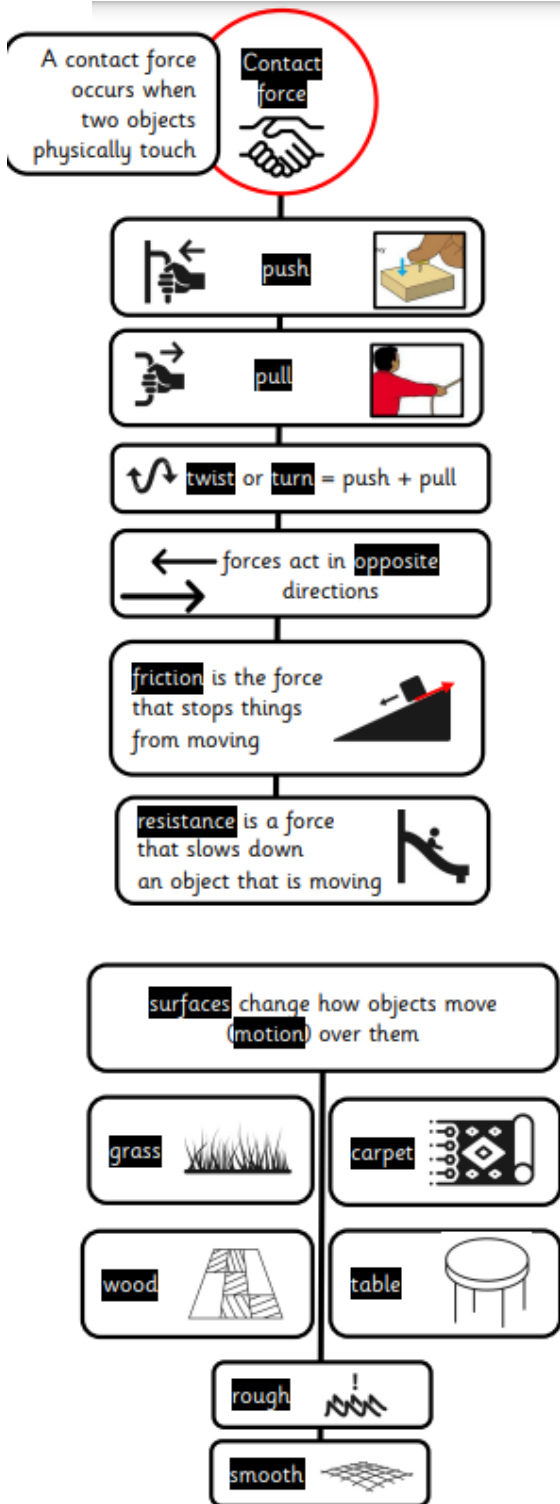 A contact force
occurs when
two objects
physically touch
Contact
force
push
pull
twist or turn = push + pull
forces act in opposite
directions
friction is the force
that stops things
from moving
resistance is a force
that slows down
an object that is moving
surfaces change how objects move
(motion) over them
grass
carpet
wood
table
!
rough
smooth